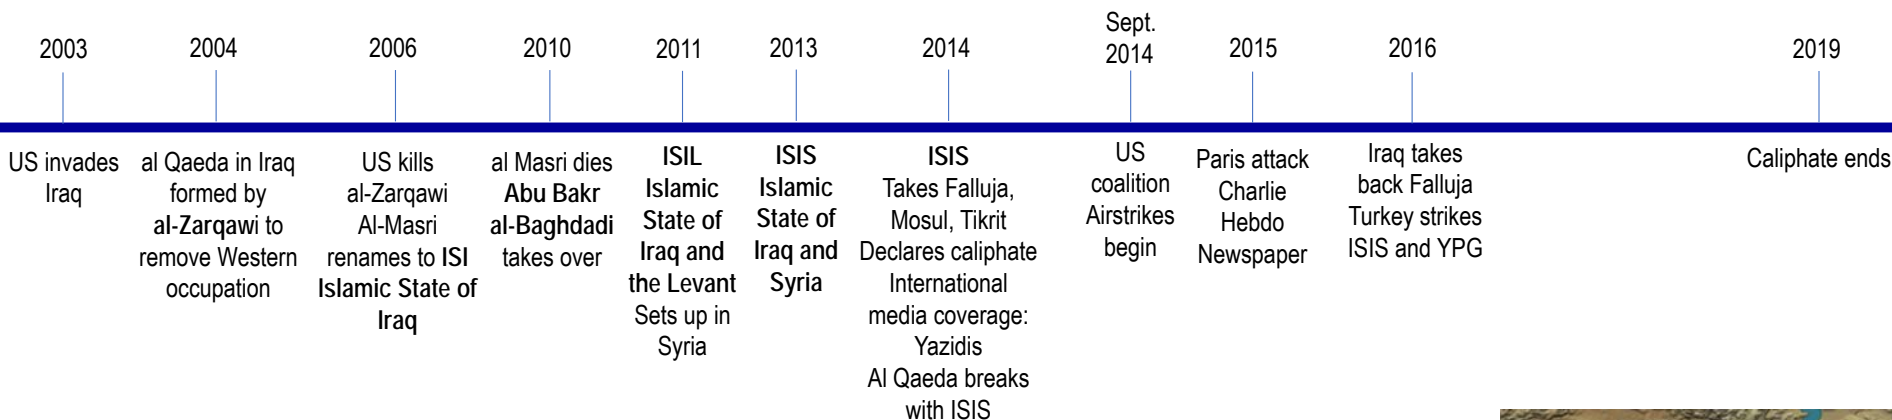 2003
2004
2006
2010
2011
2013
2014
Sept.
2014
2015
2016
2019
US invades
Iraq
al Qaeda in Iraq
formed by
al-Zarqawi to
remove Western
occupation
US kills
al-Zarqawi
Al-Masri
renames to ISI
Islamic State of
Iraq
al Masri dies
Abu Bakr
al-Baghdadi
takes over
ISIL
Islamic
State of
Iraq and
the Levant
Sets up in
Syria
ISIS
Islamic
State of
Iraq and
Syria
ISIS
Takes Falluja,
Mosul, Tikrit
Declares caliphate
International
media coverage:
Yazidis
Al Qaeda breaks
with ISIS
US
coalition
Airstrikes
begin
Paris attack
Charlie
Hebdo
Newspaper
Iraq takes
back Falluja
Turkey strikes
ISIS and YPG
Caliphate ends